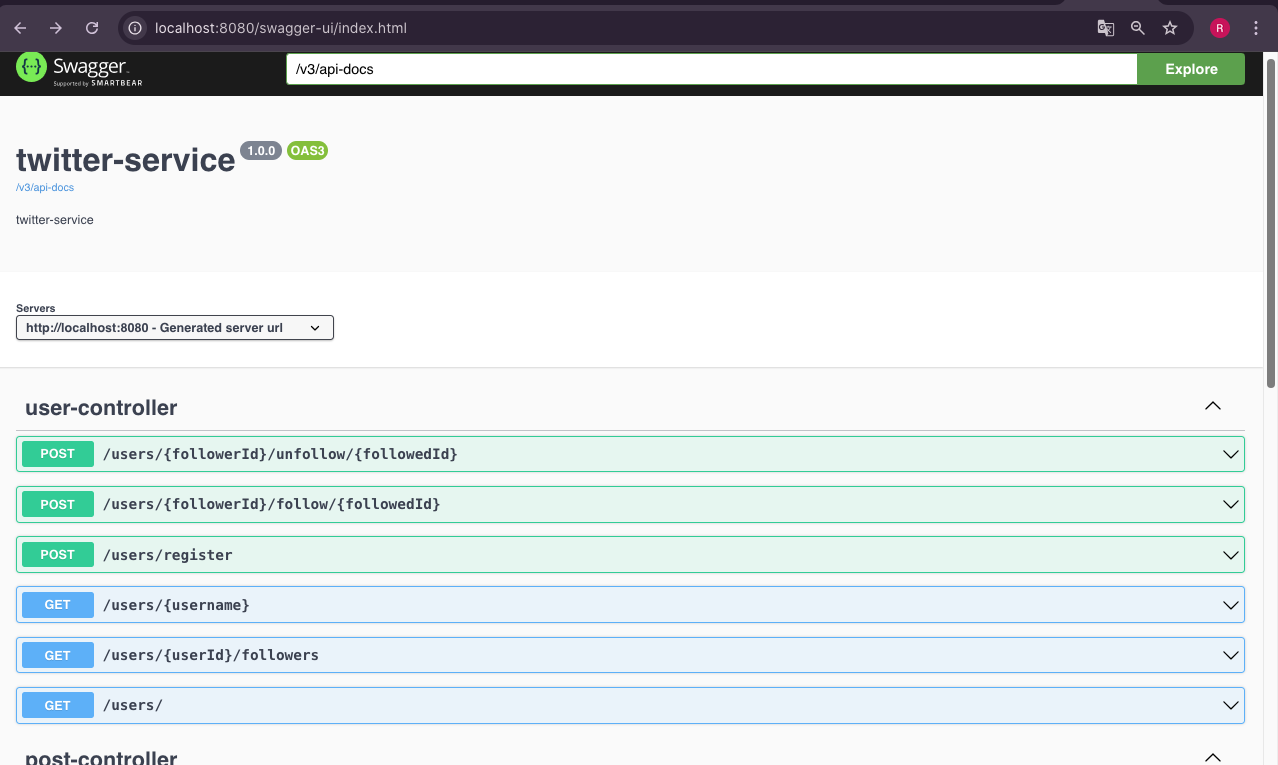 localhost:8080/swagger-ui/index.html
R
{···} Swagger
Supported by SMARTBEAR
/v3/api-docs
Explore
twitter-service 1.0.0 OAS3
/v3/api-docs
twitter-service
Servers
http://localhost:8080 - Generated server url
user-controller
POST /users/{followerId}/unfollow/{followedId}
POST /users/{followerId}/follow/{followedId}
POST /users/register
GET /users/{username}
GET /users/{userId}/followers
GET /users/
post-controller